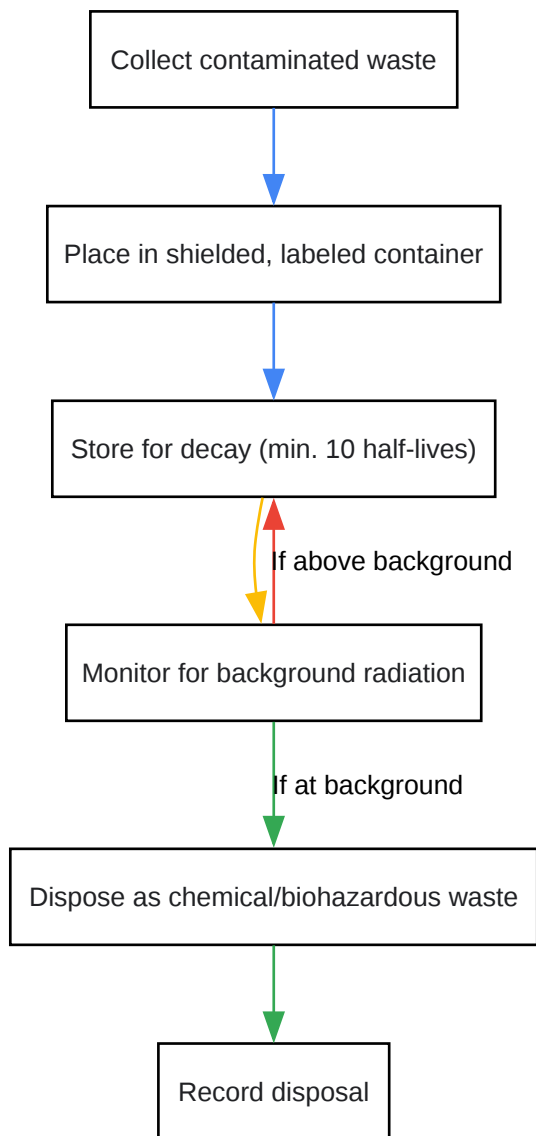 Collect contaminated waste
Place in shielded, labeled container
Store for decay (min. 10 half-lives)
If above background
Monitor for background radiation
If at background
Dispose as chemical/biohazardous waste
Record disposal